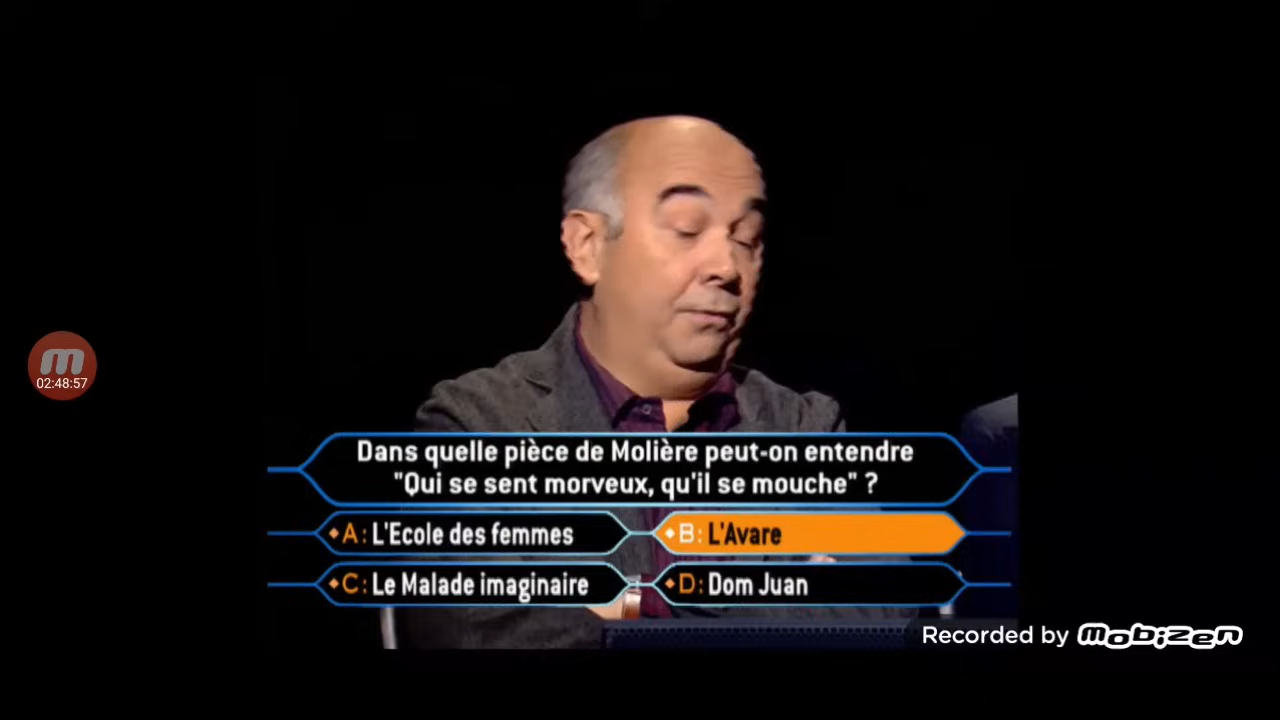 Dans quelle pièce de Molière peut-on entendre
"Qui se sent morveux, qu'il se mouche" ?
A: L'Ecole des femmes
B: L'Avare
C: Le Malade imaginaire
D: Dom Juan
02:48:57
Recorded by Mobizen